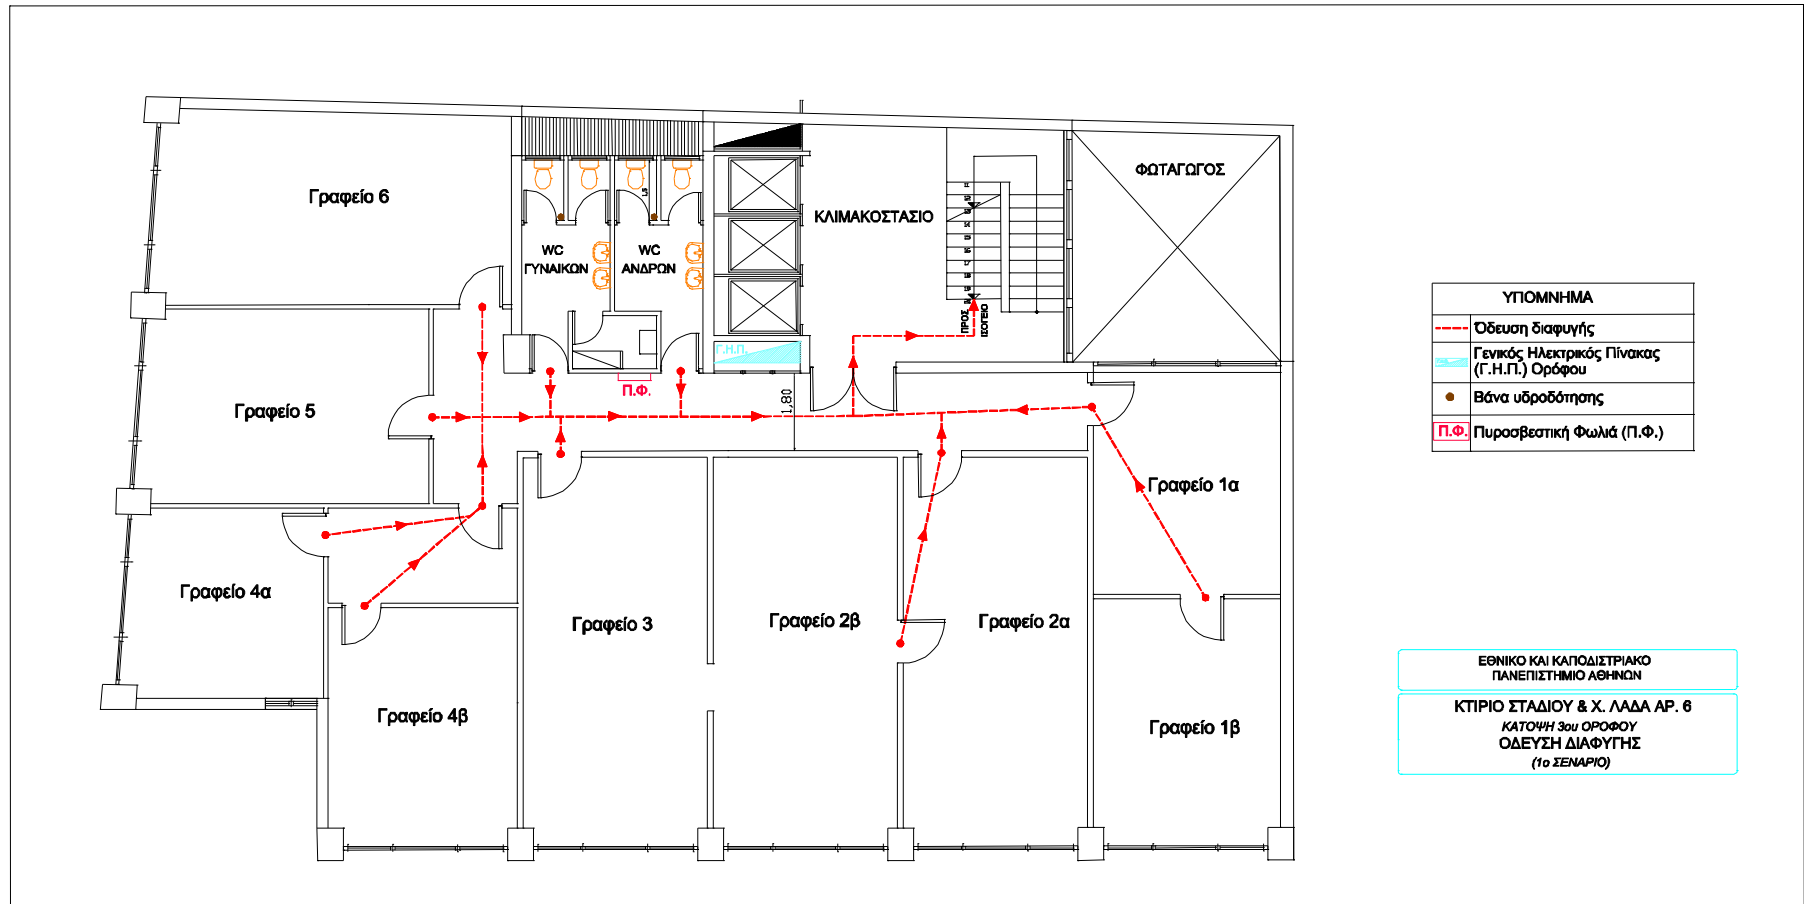 Γραφείο 6
WC
ΓΥΝΑΙΚΩΝ
WC
ΑΝΔΡΩΝ
1,5
ΚΛΙΜΑΚΟΣΤΑΣΙΟ
ΦΩΤΑΓΩΓΟΣ
ΠΡΟΣ
ΙΣΟΓΕΙΟ
Γ.Η.Π.
Π.Φ.
1,80
Γραφείο 5
Γραφείο 4α
Γραφείο 4β
Γραφείο 3
Γραφείο 2β
Γραφείο 2α
Γραφείο 1α
Γραφείο 1β
ΥΠΟΜΝΗΜΑ
Όδευση διαφυγής
Γενικός Ηλεκτρικός Πίνακας
(Γ.Η.Π.) Ορόφου
Βάνα υδροδότησης
Π.Φ. Πυροσβεστική Φωλιά (Π.Φ.)
ΕΘΝΙΚΟ ΚΑΙ ΚΑΠΟΔΙΣΤΡΙΑΚΟ
ΠΑΝΕΠΙΣΤΗΜΙΟ ΑΘΗΝΩΝ
ΚΤΙΡΙΟ ΣΤΑΔΙΟΥ & Χ. ΛΑΔΑ ΑΡ. 6
ΚΑΤΟΨΗ 3ου ΟΡΟΦΟΥ
ΟΔΕΥΣΗ ΔΙΑΦΥΓΗΣ
(1ο ΣΕΝΑΡΙΟ)